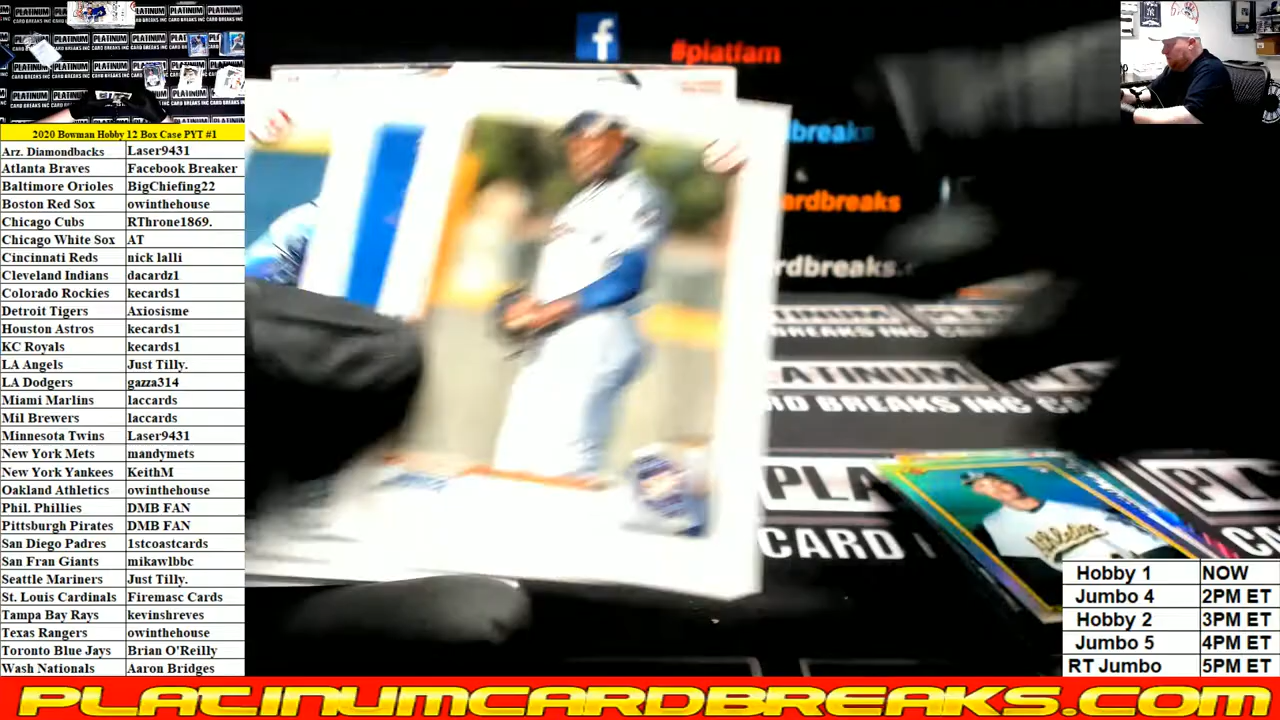 #platfam
breaks
ardbreaks
rdbreaks.
2020 Bowman Hobby 12 Box Case PYT #1
Arz. Diamondbacks Laser9431
Atlanta Braves Facebook Breaker
Baltimore Orioles BigChiefing22
Boston Red Sox owinthehouse
Chicago Cubs RThrone1869.
Chicago White Sox AT
Cincinnati Reds nick lalli
Cleveland Indians dacardz1
Colorado Rockies kecards1
Detroit Tigers Axiosisme
Houston Astros kecards1
KC Royals kecards1
LA Angels Just Tilly.
LA Dodgers gazza314
Miami Marlins laccards
Mil Brewers laccards
Minnesota Twins Laser9431
New York Mets mandymets
New York Yankees KeithM
Oakland Athletics owinthehouse
Phil. Phillies DMB FAN
Pittsburgh Pirates DMB FAN
San Diego Padres 1stcoastcards
San Fran Giants mikawlbbc
Seattle Mariners Just Tilly.
St. Louis Cardinals Firemasc Cards
Tampa Bay Rays kevinshreves
Texas Rangers owinthehouse
Toronto Blue Jays Brian O'Reilly
Wash Nationals Aaron Bridges
Athletics
Hobby 1 NOW
Jumbo 4 2PM ET
Hobby 2 3PM ET
Jumbo 5 4PM ET
RT Jumbo 5PM ET
PLATINUMCARDBREAKS.COM